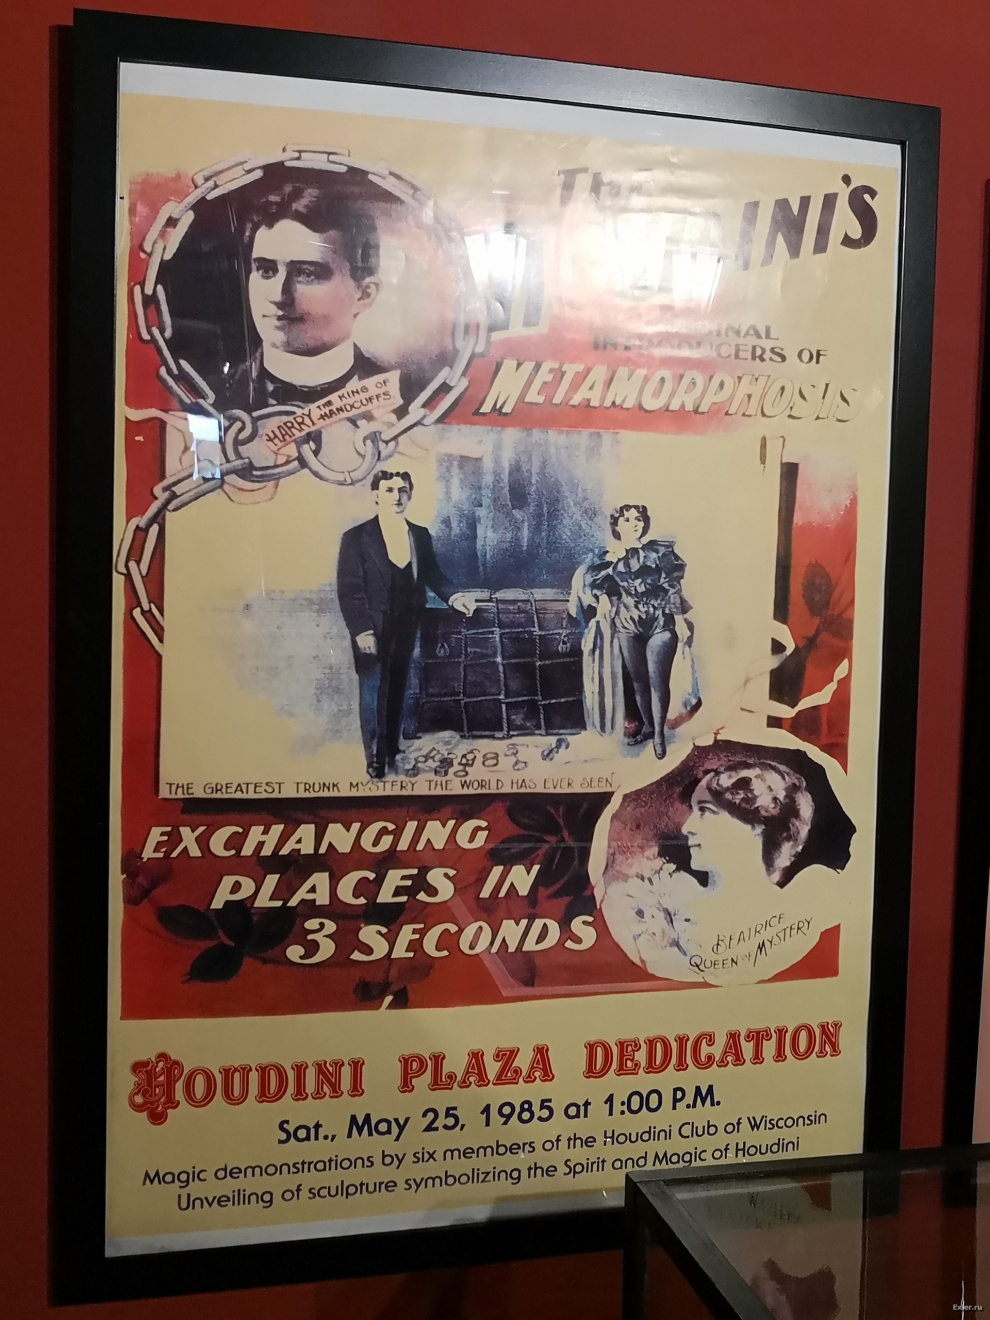 HARRY THE KING OF HANDCUFFS.
INI'S
INTRODUCERS OF
METAMORPHOSIS
THE GREATEST TRUNK MYSTERY THE WORLD HAS EVER SEEN
EXCHANGING
PLACES IN
3 SECONDS
BEATRICE
QUEEN OF MYSTERY
HOUDINI PLAZA DEDICATION
Sat., May 25, 1985 at 1:00 P.M.
Magic demonstrations by six members of the Houdini Club of Wisconsin
Unveiling of sculpture symbolizing the Spirit and Magic of Houdini
Exler.ru